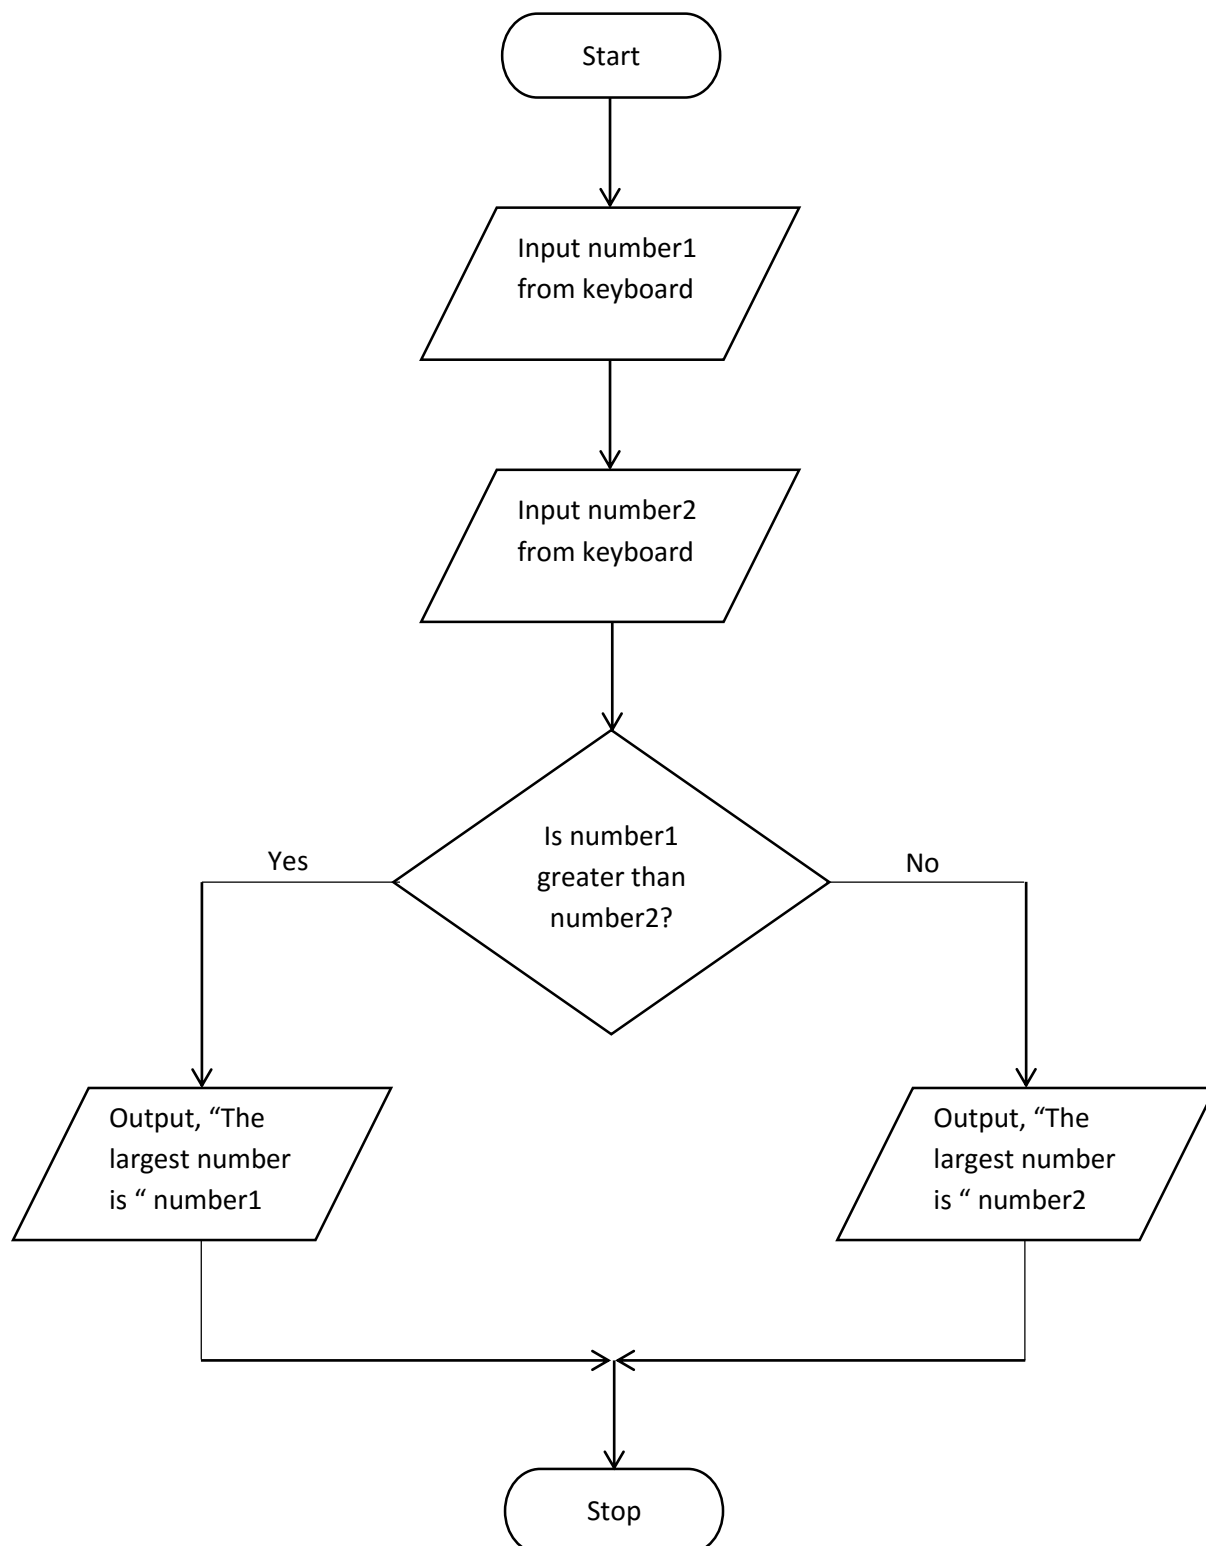 Start
Input number1
from keyboard
Input number2
from keyboard
Is number1
greater than
number2?
Yes
No
Output, “The
largest number
is “ number1
Output, “The
largest number
is “ number2
Stop